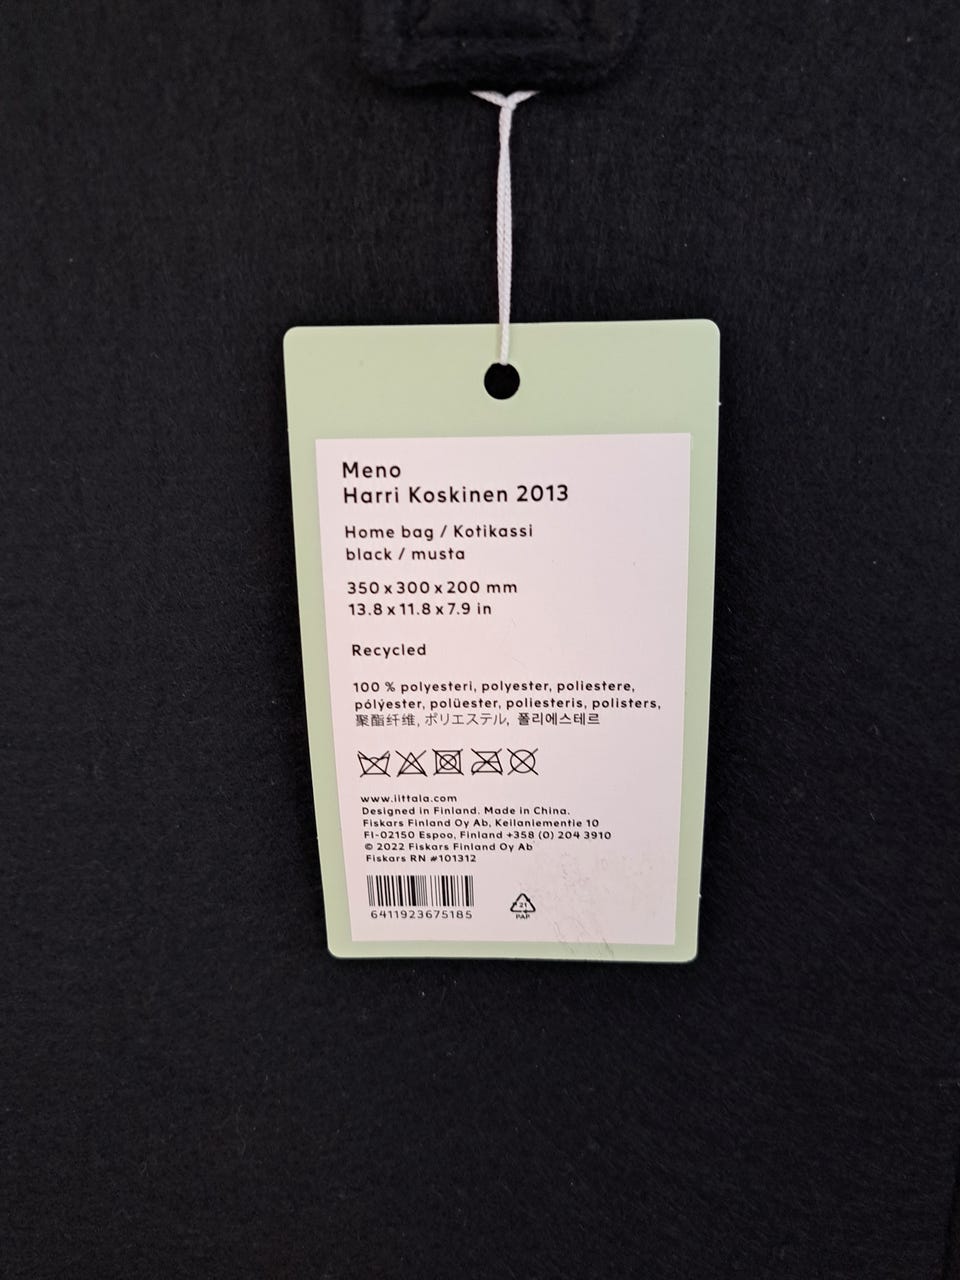 Meno
Harri Koskinen 2013
Home bag / Kotikassi
black / musta
350 x 300 x 200 mm
13.8 x 11.8 x 7.9 in
Recycled
100 % polyesteri, polyester, poliestere,
pólýester, polüester, poliesteris, polisters,
聚酯纤维, ポリエステル, 폴리에스테르
www.iittala.com
Designed in Finland. Made in China.
Fiskars Finland Oy Ab, Keilaniementie 10
FI-02150 Espoo, Finland +358 (0) 204 3910
© 2022 Fiskars Finland Oy Ab
Fiskars RN #101312
6411923675185
21
PAP